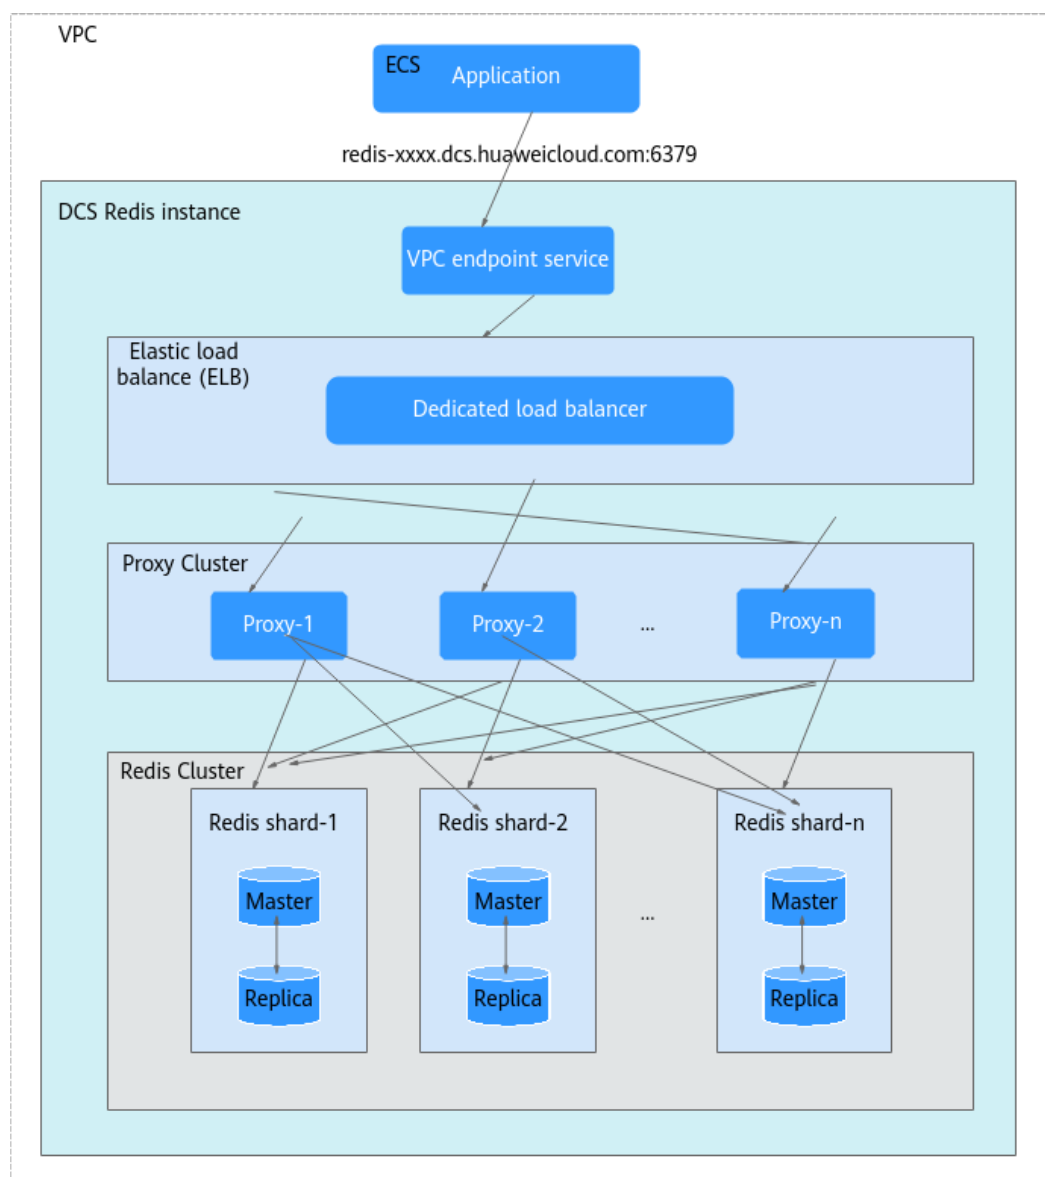 VPC
ECS
Application
redis-xxxx.dcs.huaweicloud.com:6379
DCS Redis instance
VPC endpoint service
Elastic load
balance (ELB)
Dedicated load balancer
Proxy Cluster
Proxy-1
Proxy-2
...
Proxy-n
Redis Cluster
Redis shard-1
Redis shard-2
Redis shard-n
Master
Master
...
Master
Replica
Replica
Replica